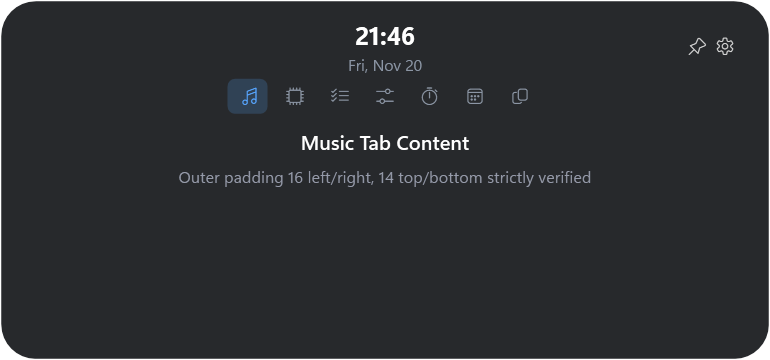 21:46
Fri, Nov 20
Music Tab Content
Outer padding 16 left/right, 14 top/bottom strictly verified